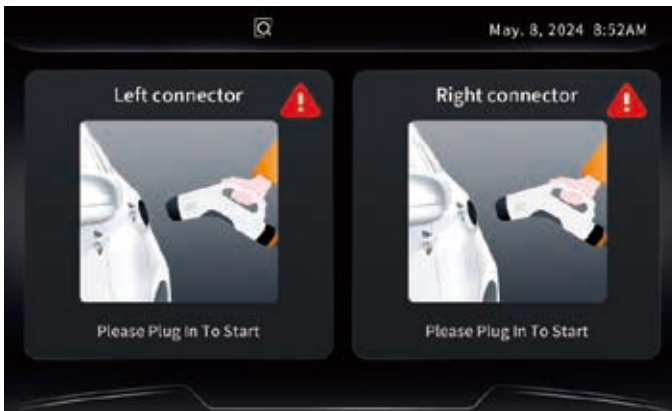 May. 8, 2024 8:52AM
Left connector
Right connector
Please Plug In To Start
Please Plug In To Start